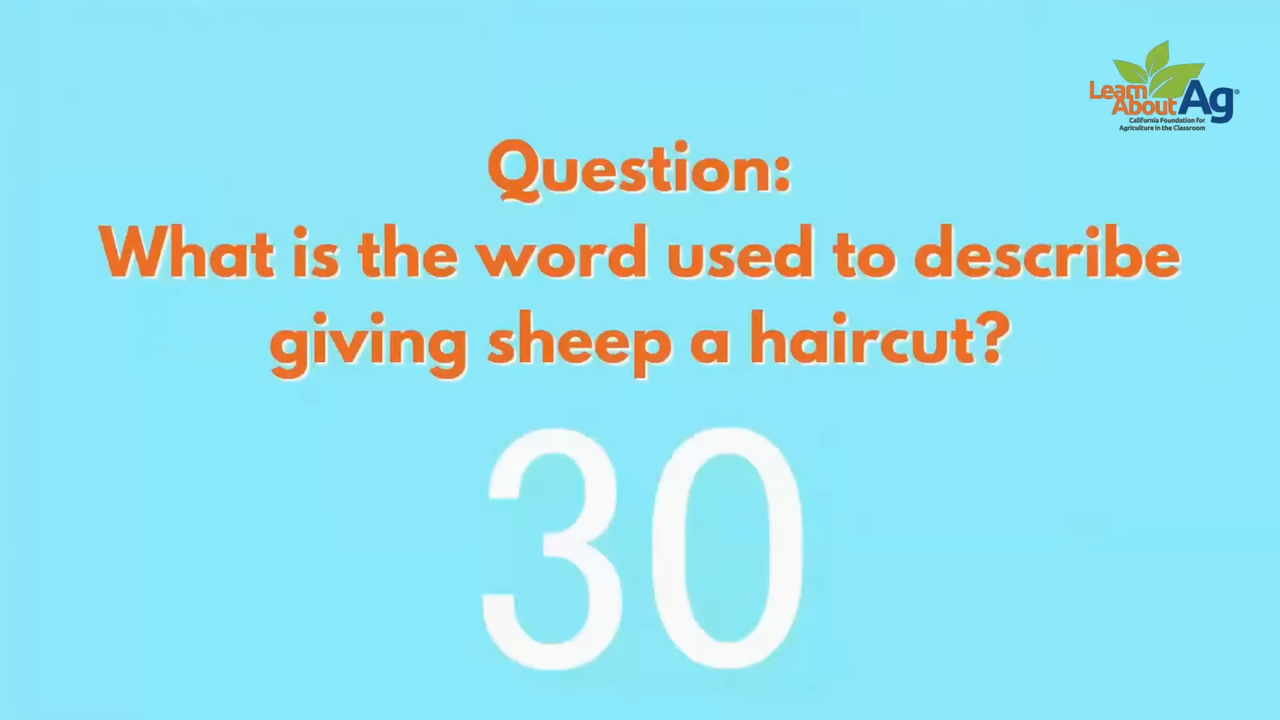 Learn
About Ag®
California Foundation for
Agriculture in the Classroom
Question:
What is the word used to describe
giving sheep a haircut?
30